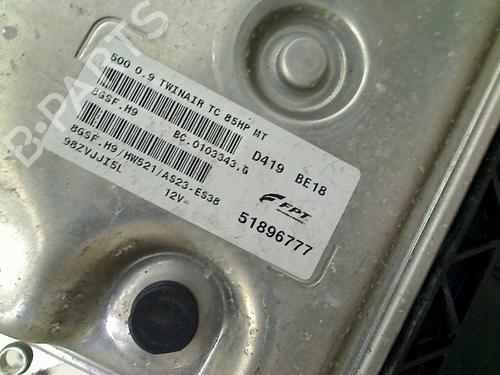 500 0.9 TWINAIR TC 85HP MT
8GSF.H9
BC.0103343.G
D419 BE18
8GSF.H9/HW521/AS23-ES38
98ZVJJI5L
12V=
FPT
51896777
B-PARTS